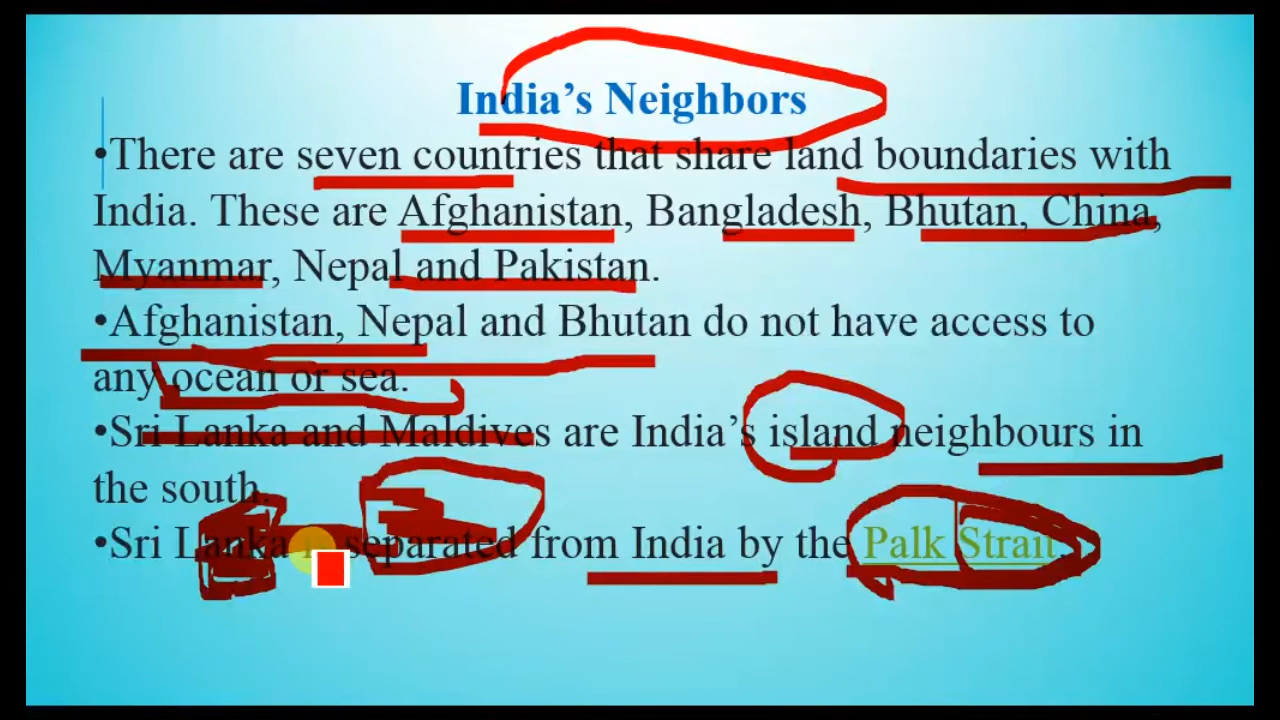 India’s Neighbors
•There are seven countries that share land boundaries with
India. These are Afghanistan, Bangladesh, Bhutan, China,
Myanmar, Nepal and Pakistan.
•Afghanistan, Nepal and Bhutan do not have access to
any ocean or sea.
•Sri Lanka and Maldives are India’s island neighbours in
the south.
•Sri Lanka is separated from India by the Palk Strait.